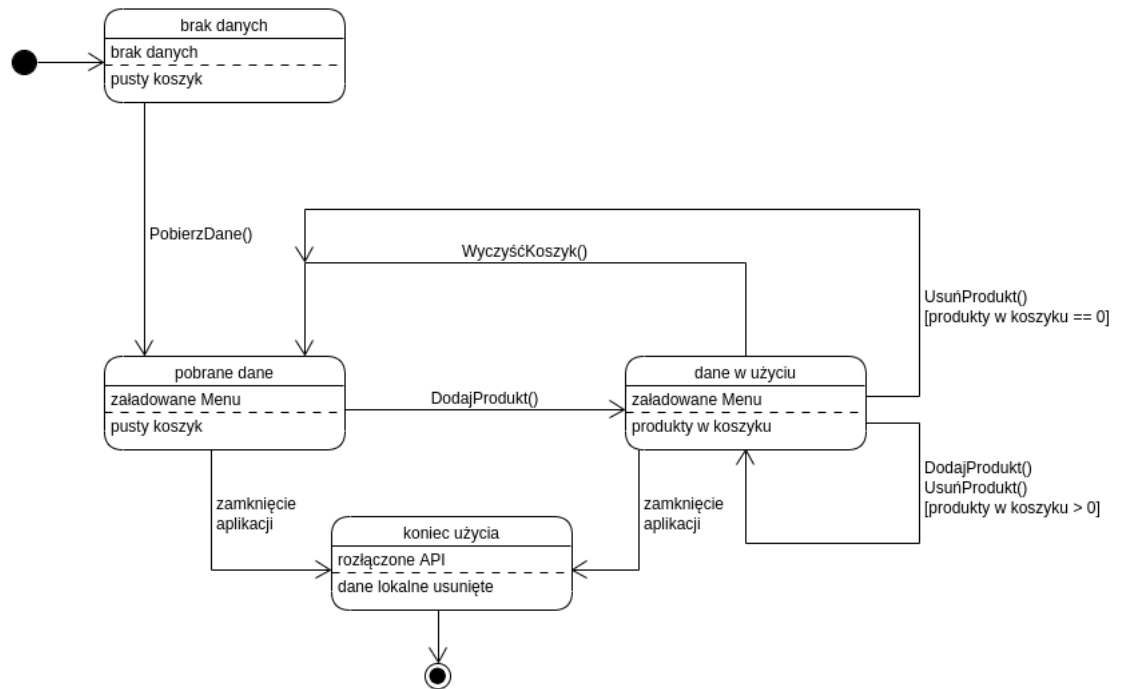 brak danych
brak danych
pusty koszyk
PobierzDane()
WyczyśćKoszyk()
UsuńProdukt()
[produkty w koszyku == 0]
pobrane dane
załadowane Menu
pusty koszyk
DodajProdukt()
dane w użyciu
załadowane Menu
produkty w koszyku
DodajProdukt()
UsuńProdukt()
[produkty w koszyku > 0]
zamknięcie
aplikacji
zamknięcie
aplikacji
koniec użycia
rozłączone API
dane lokalne usunięte